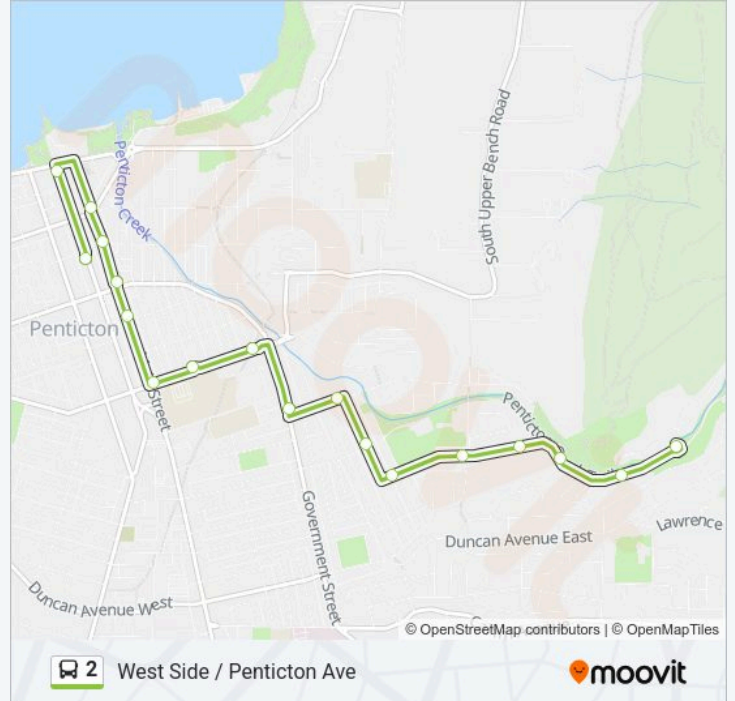 South Upper Bench Road
Penticton Creek
Penticton
Street
Government Street
Duncan Avenue East
Lawrence
Duncan Avenue West
© OpenStreetMap contributors | © OpenMapTiles
2 West Side / Penticton Ave
moovit